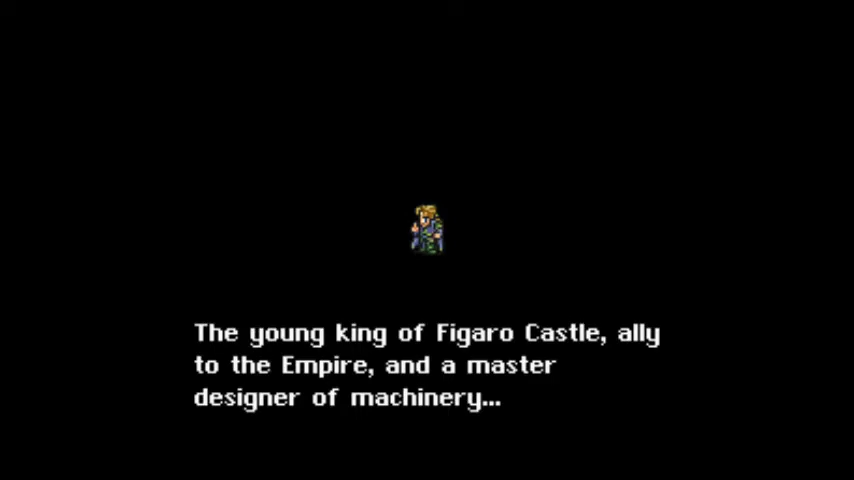 The young king of Figaro Castle, ally
to the Empire, and a master
designer of machinery...